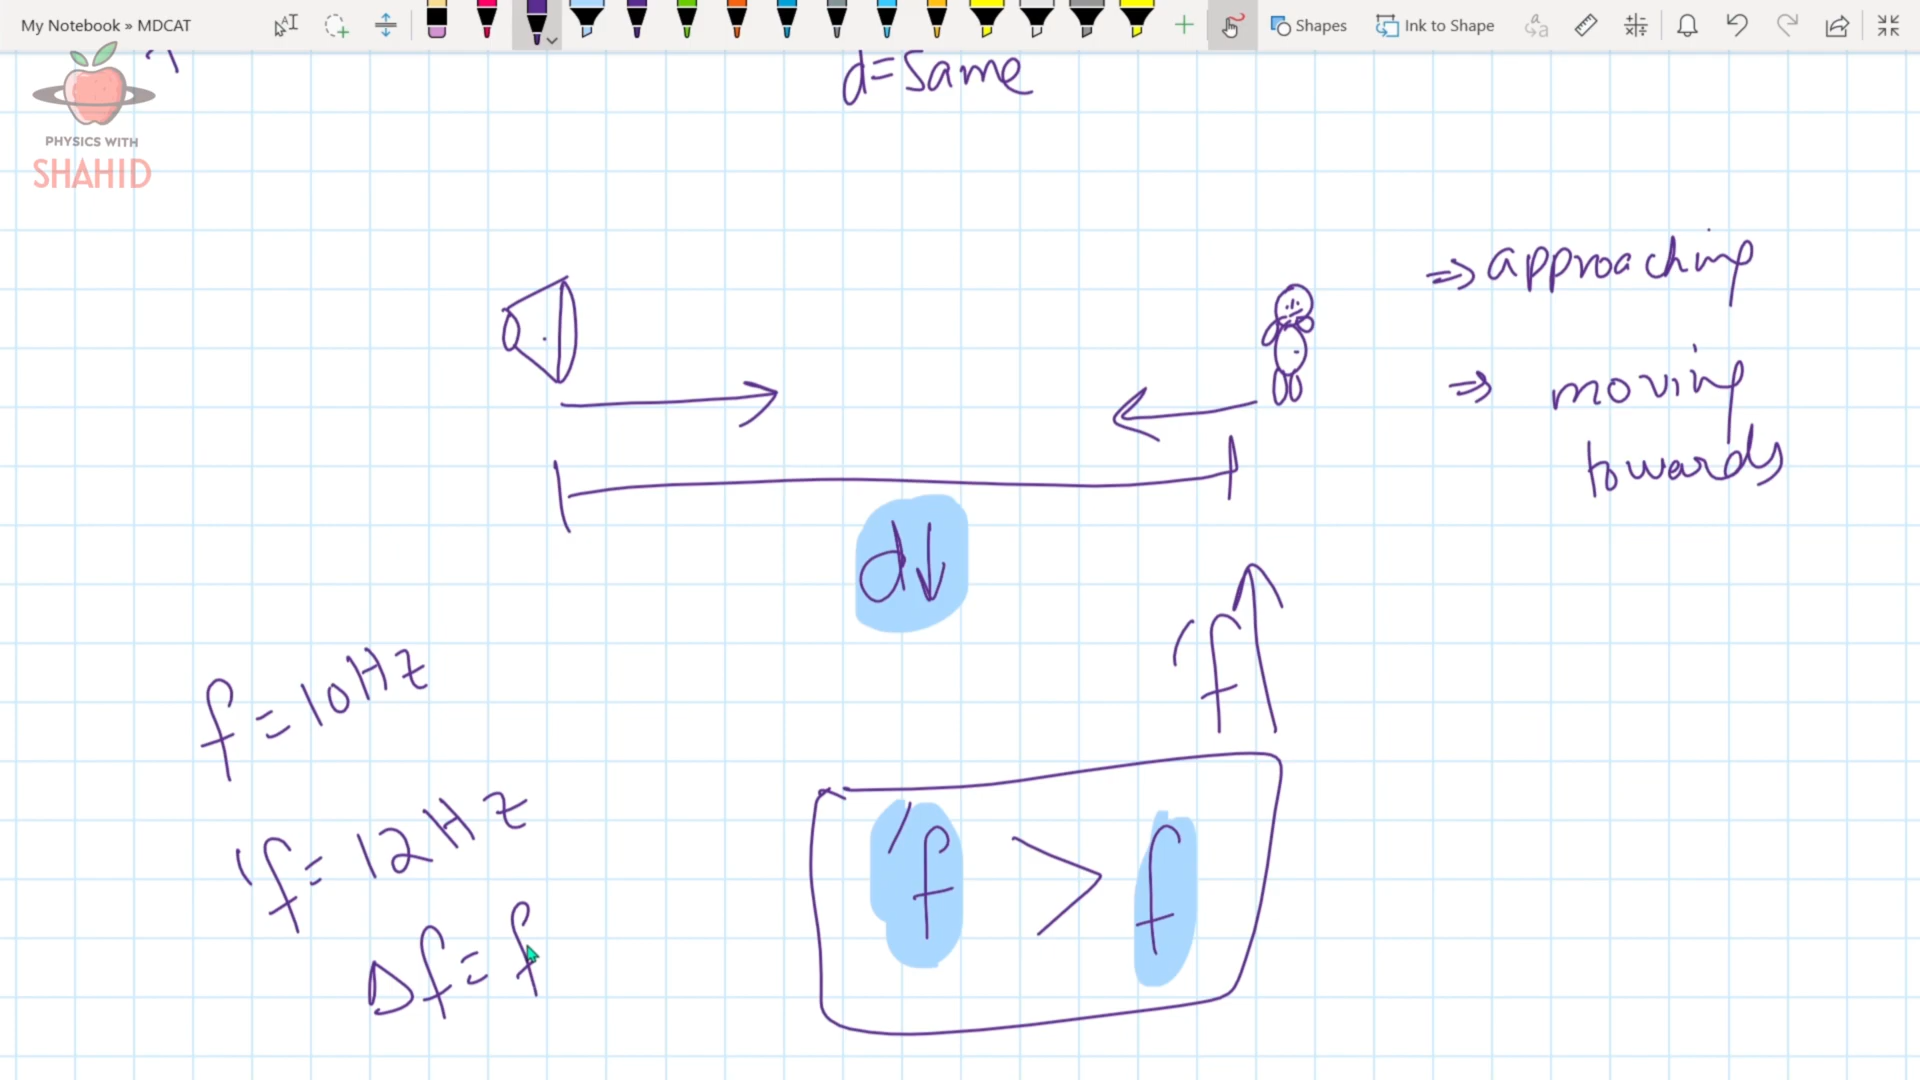 My Notebook » MDCAT
Shapes
Ink to Shape
PHYSICS WITH
SHAHID
d=Same
⇒ approaching
⇒ moving
towards
d↓
'f↑
f=10Hz
'f=12Hz
Δf=f
'f > f